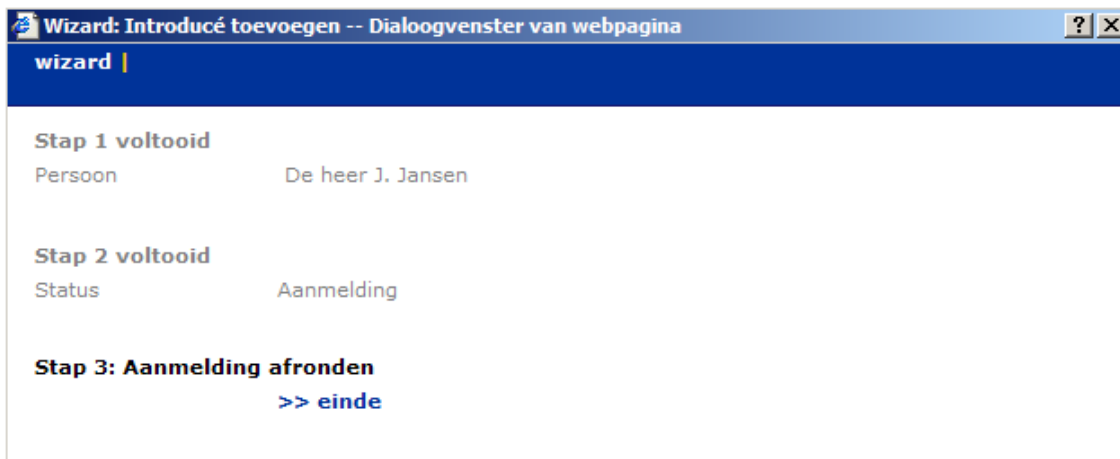 Wizard: Introducé toevoegen -- Dialoogvenster van webpagina
wizard |
Stap 1 voltooid
Persoon De heer J. Jansen
Stap 2 voltooid
Status Aanmelding
Stap 3: Aanmelding afronden
>> einde